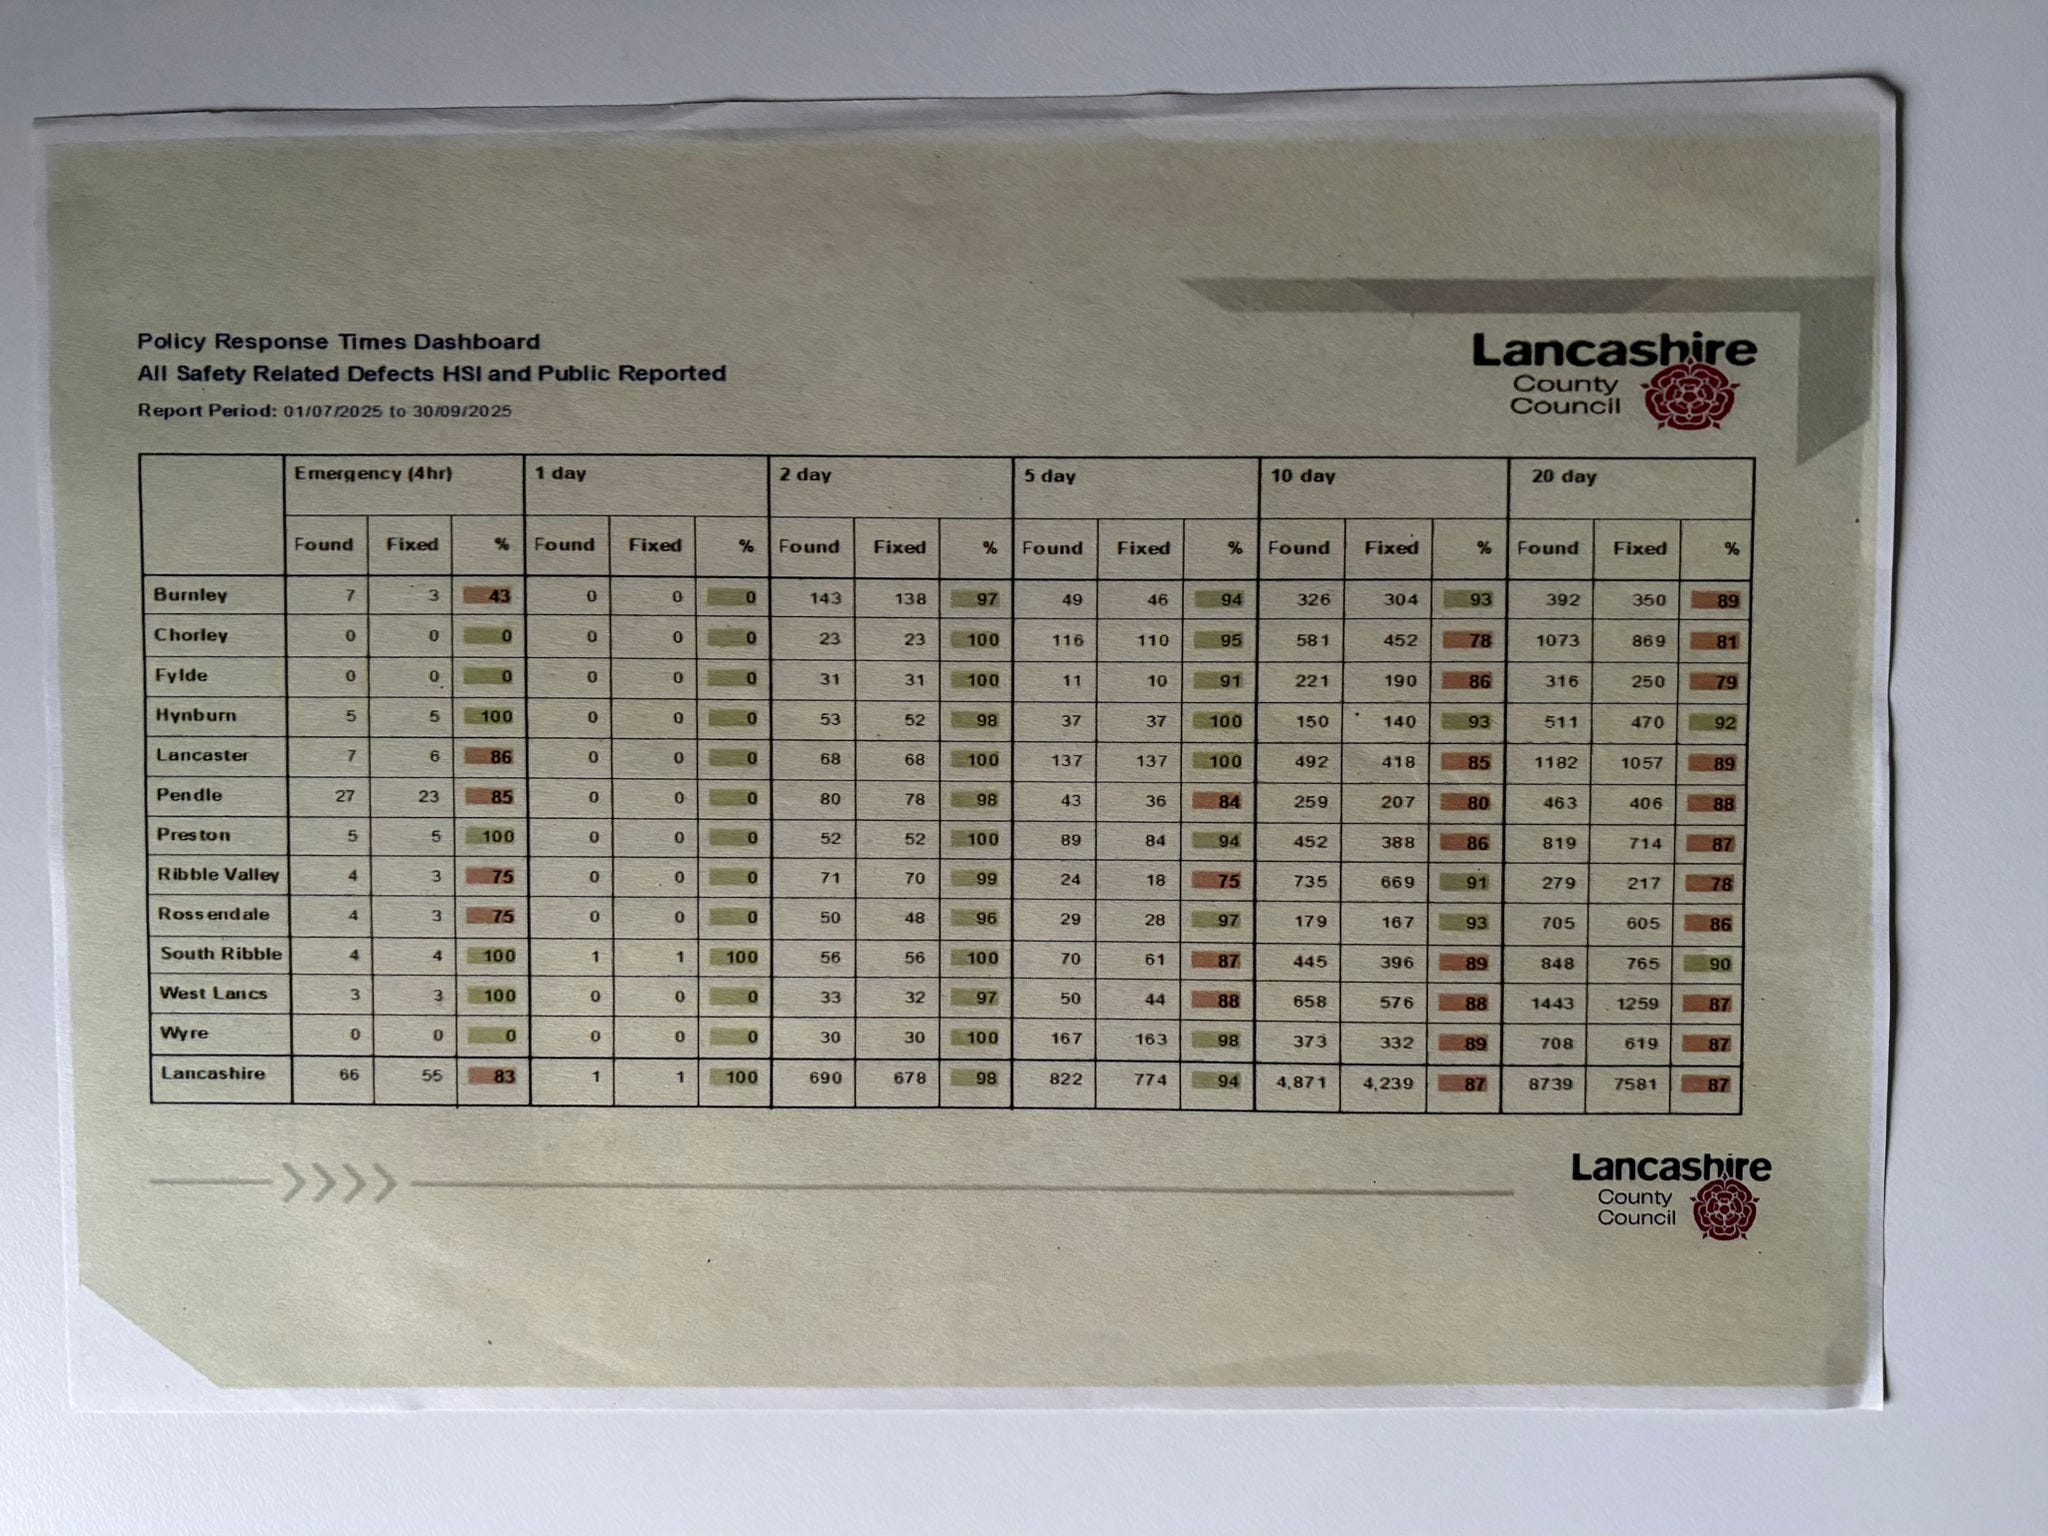 Policy Response Times Dashboard
All Safety Related Defects HSI and Public Reported
Report Period: 01/07/2025 to 30/09/2025
Lancashire
County
Council
Emergency (4hr) 1 day 2 day 5 day 10 day 20 day
Found Fixed % Found Fixed % Found Fixed % Found Fixed % Found Fixed % Found Fixed %
Burnley 7 3 43 0 0 0 143 138 97 49 46 94 326 304 93 392 350 89
Chorley 0 0 0 0 0 0 23 23 100 116 110 95 581 452 78 1073 869 81
Fylde 0 0 0 0 0 0 31 31 100 11 10 91 221 190 86 316 250 79
Hynburn 5 5 100 0 0 0 53 52 98 37 37 100 150 140 93 511 470 92
Lancaster 7 6 86 0 0 0 68 68 100 137 137 100 492 418 85 1182 1057 89
Pendle 27 23 85 0 0 0 80 78 98 43 36 84 259 207 80 463 406 88
Preston 5 5 100 0 0 0 52 52 100 89 84 94 452 388 86 819 714 87
Ribble Valley 4 3 75 0 0 0 71 70 99 24 18 75 735 669 91 279 217 78
Rossendale 4 3 75 0 0 0 50 48 96 29 28 97 179 167 93 705 605 86
South Ribble 4 4 100 1 1 100 56 56 100 70 61 87 445 396 89 848 765 90
West Lancs 3 3 100 0 0 0 33 32 97 50 44 88 658 576 88 1443 1259 87
Wyre 0 0 0 0 0 0 30 30 100 167 163 98 373 332 89 708 619 87
Lancashire 66 55 83 1 1 100 690 678 98 822 774 94 4,871 4,239 87 8739 7581 87
Lancashire
County
Council